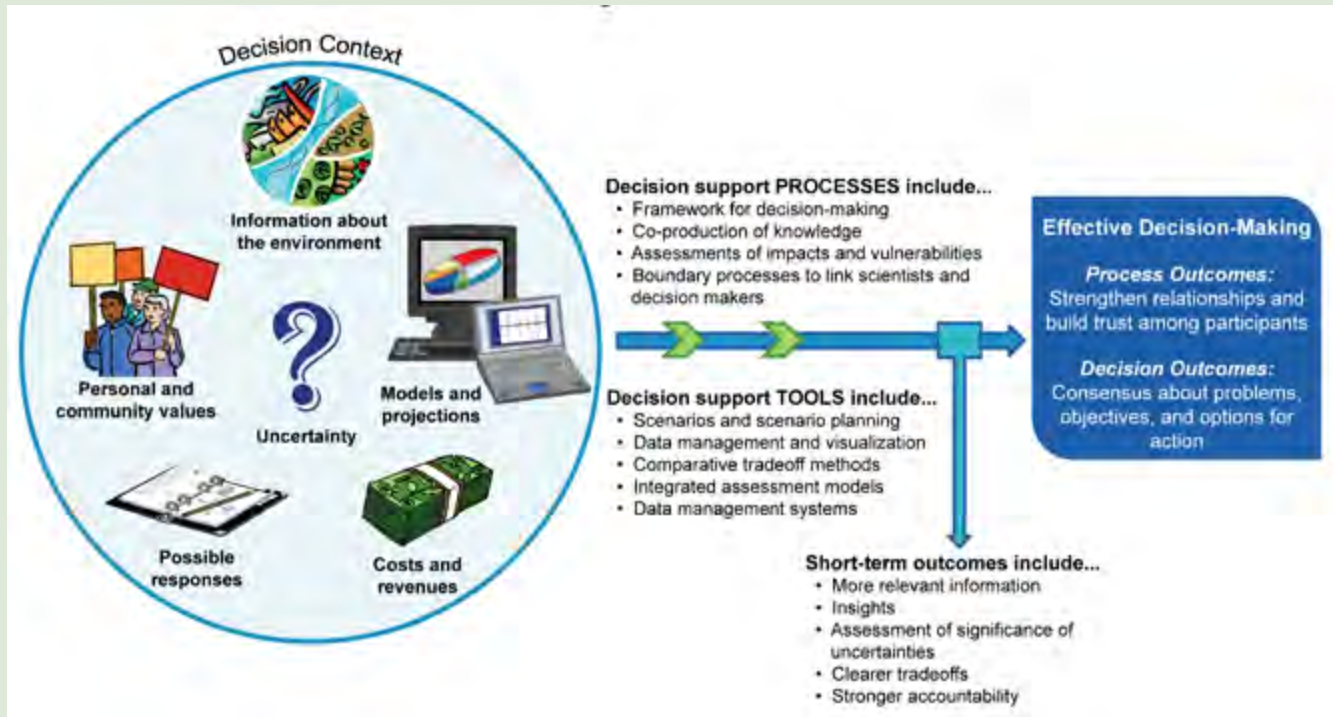 Decision Context
Information about
the environment
Personal and
community values
Uncertainty
Models and
projections
Possible
responses
Costs and
revenues
Decision support PROCESSES include...
• Framework for decision-making
• Co-production of knowledge
• Assessments of impacts and vulnerabilities
• Boundary processes to link scientists and
decision makers
Decision support TOOLS include...
• Scenarios and scenario planning
• Data management and visualization
• Comparative tradeoff methods
• Integrated assessment models
• Data management systems
Short-term outcomes include...
• More relevant information
• Insights
• Assessment of significance of
uncertainties
• Clearer tradeoffs
• Stronger accountability
Effective Decision-Making
Process Outcomes:
Strengthen relationships and
build trust among participants
Decision Outcomes:
Consensus about problems,
objectives, and options for
action